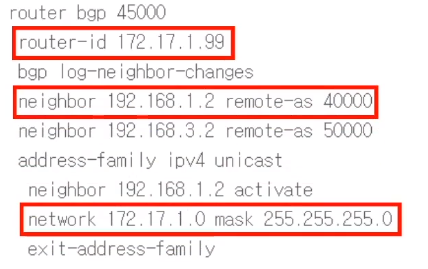 router bgp 45000
router-id 172.17.1.99
bgp log-neighbor-changes
neighbor 192.168.1.2 remote-as 40000
neighbor 192.168.3.2 remote-as 50000
address-family ipv4 unicast
neighbor 192.168.1.2 activate
network 172.17.1.0 mask 255.255.255.0
exit-address-family